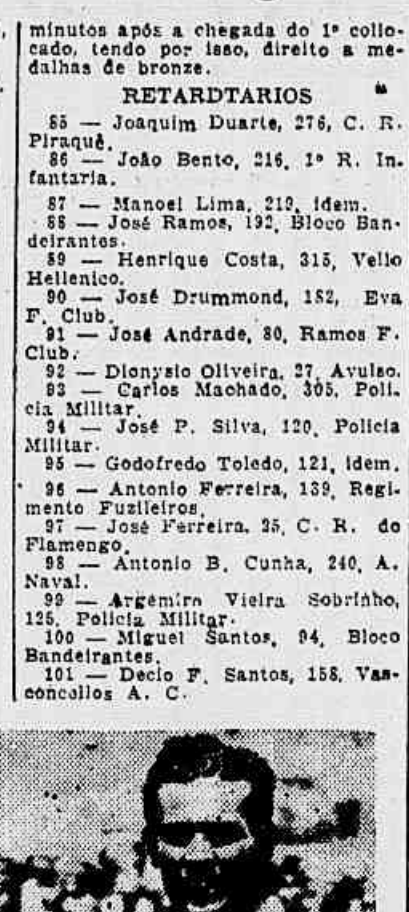 minutos após a chegada do 1º collo-
cado, tendo por isso, direito a me-
dalhas de bronze.
RETARDTARIOS
85 — Joaquim Duarte, 276, C. R.
Piraquê.
86 — João Bento, 216, 1º R. In-
fantaria.
87 — Manoel Lima, 219, idem.
88 — José Ramos, 192, Bloco Ban-
deirantes.
89 — Henrique Costa, 315, Vello
Hellenico.
90 — José Drummond, 182, Eva
F. Club.
91 — José Andrade, 80, Ramos F.
Club.
92 — Dionysio Oliveira, 27, Avulso.
93 — Carlos Machado, 305, Poli-
cia Militar.
94 — José P. Silva, 120, Policia
Militar.
95 — Godofredo Toledo, 121, idem.
96 — Antonio Ferreira, 139, Regi-
mento Fuzileiros.
97 — José Ferreira, 35, C. R. do
Flamengo.
98 — Antonio B. Cunha, 240, A.
Naval.
99 — Argemiro Vieira Sobrinho,
125, Policia Militar.
100 — Miguel Santos, 94, Bloco
Bandeirantes.
101 — Decio F. Santos, 158, Vas-
concellos A. C.